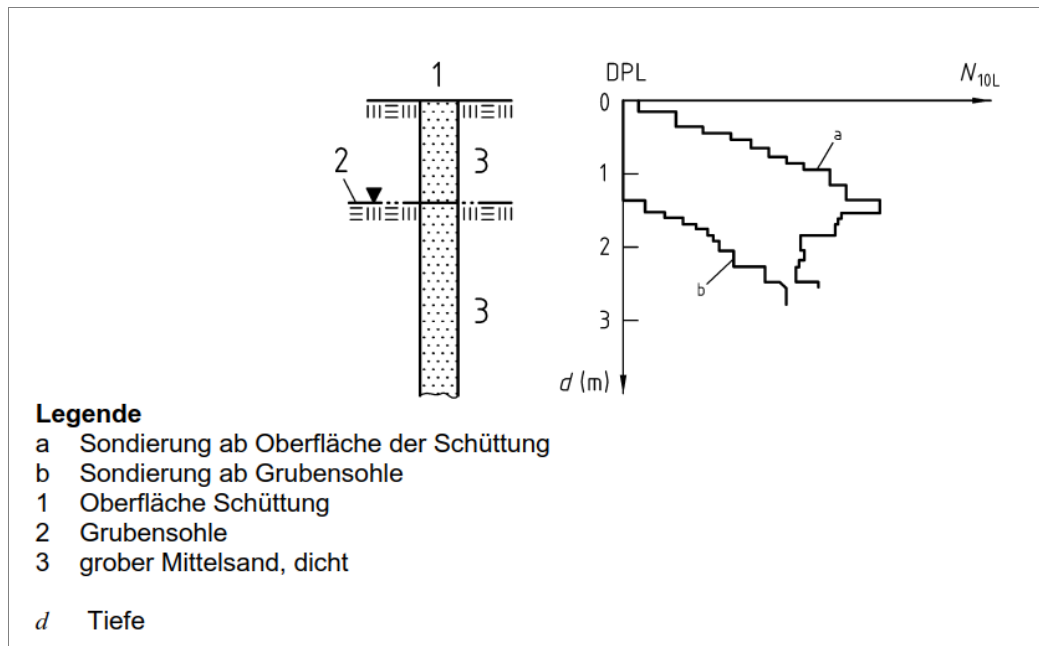 1
DPL
N10L
0
3
a
2
1
2
3
b
3
d (m)
Legende
a Sondierung ab Oberfläche der Schüttung
b Sondierung ab Grubensohle
1 Oberfläche Schüttung
2 Grubensohle
3 grober Mittelsand, dicht
d Tiefe